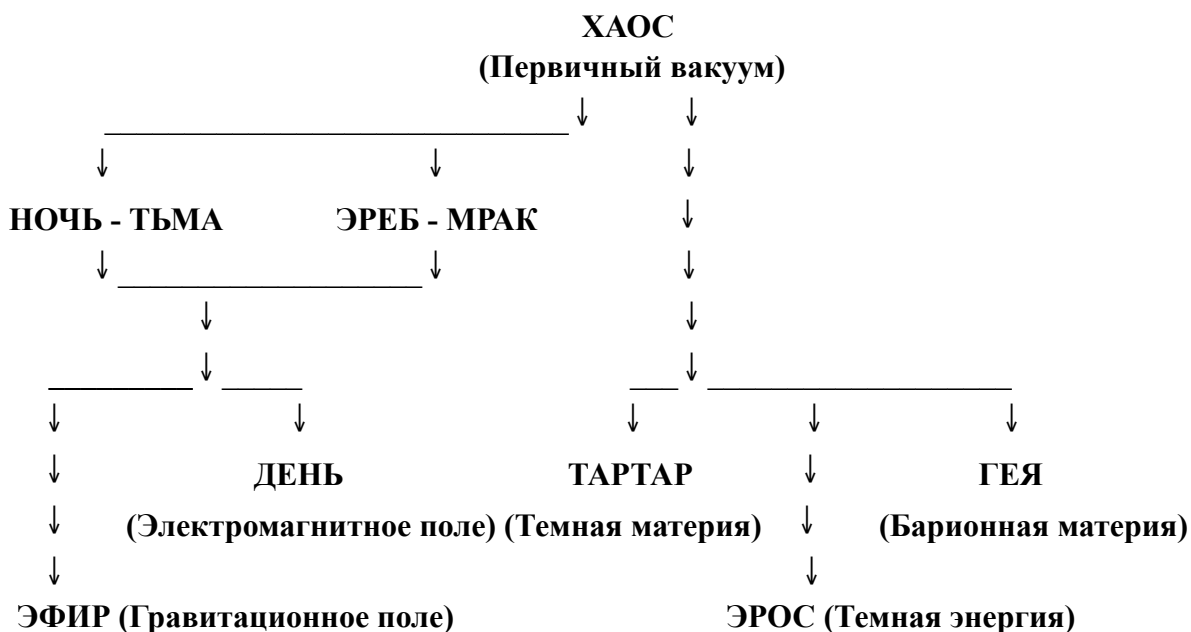 ХАОС
(Первичный вакуум)
НОЧЬ - ТЬМА ЭРЕБ - МРАК
ДЕНЬ ТАРТАР ГЕЯ
(Электромагнитное поле) (Темная материя) (Барионная материя)
ЭФИР (Гравитационное поле) ЭРОС (Темная энергия)